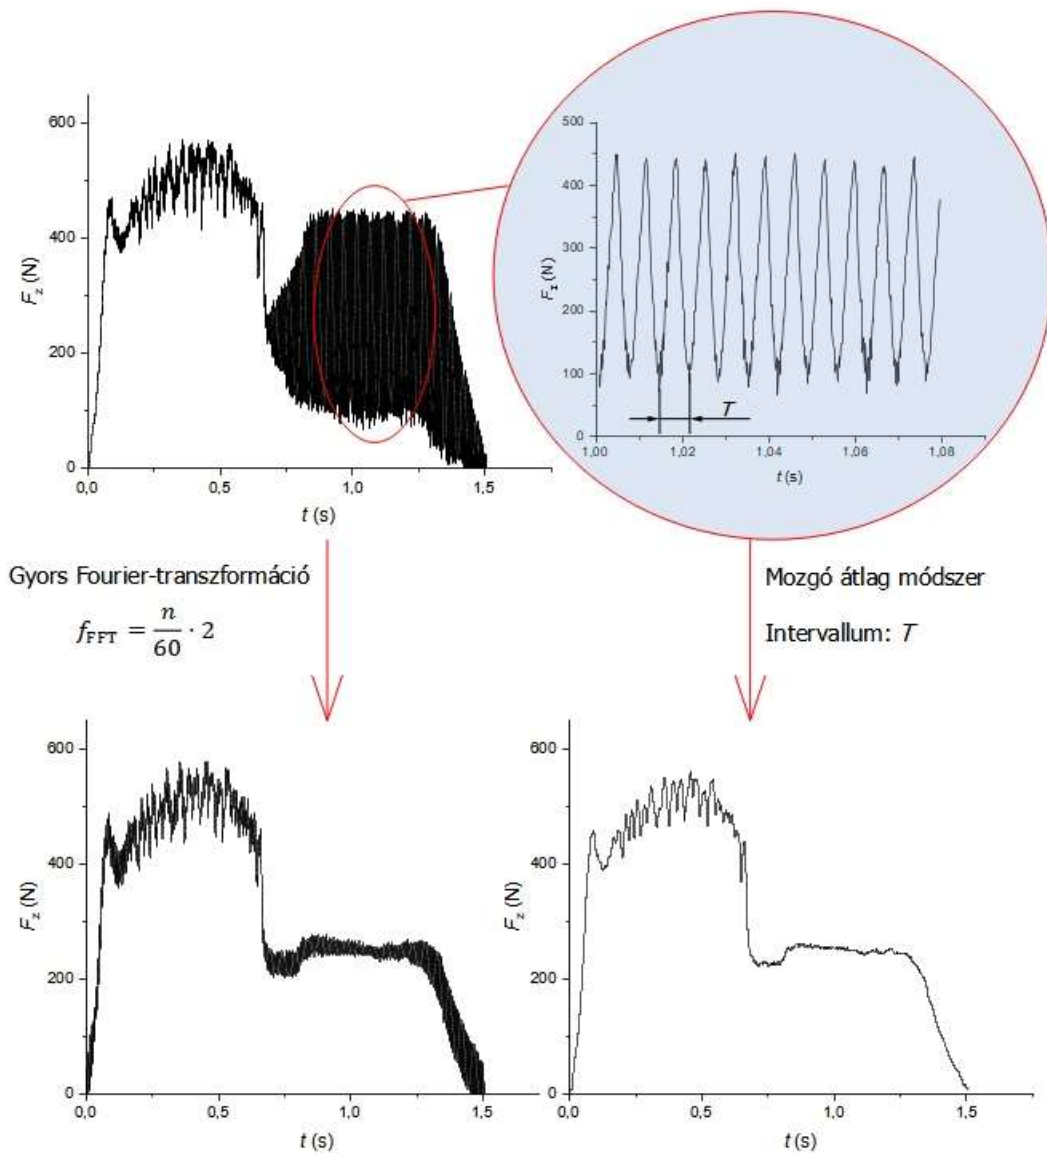 600
400
200
0
F_z (N)
0,0
0,5
1,0
1,5
t (s)
500
400
300
200
100
0
F_z (N)
T
1,00
1,02
1,04
1,06
1,08
t (s)
Gyors Fourier-transzformáció
f_FFT = n/60 · 2
Mozgó átlag módszer
Intervallum: T
600
400
200
0
F_z (N)
0,0
0,5
1,0
1,5
t (s)
600
400
200
0
F_z (N)
0,0
0,5
1,0
1,5
t (s)